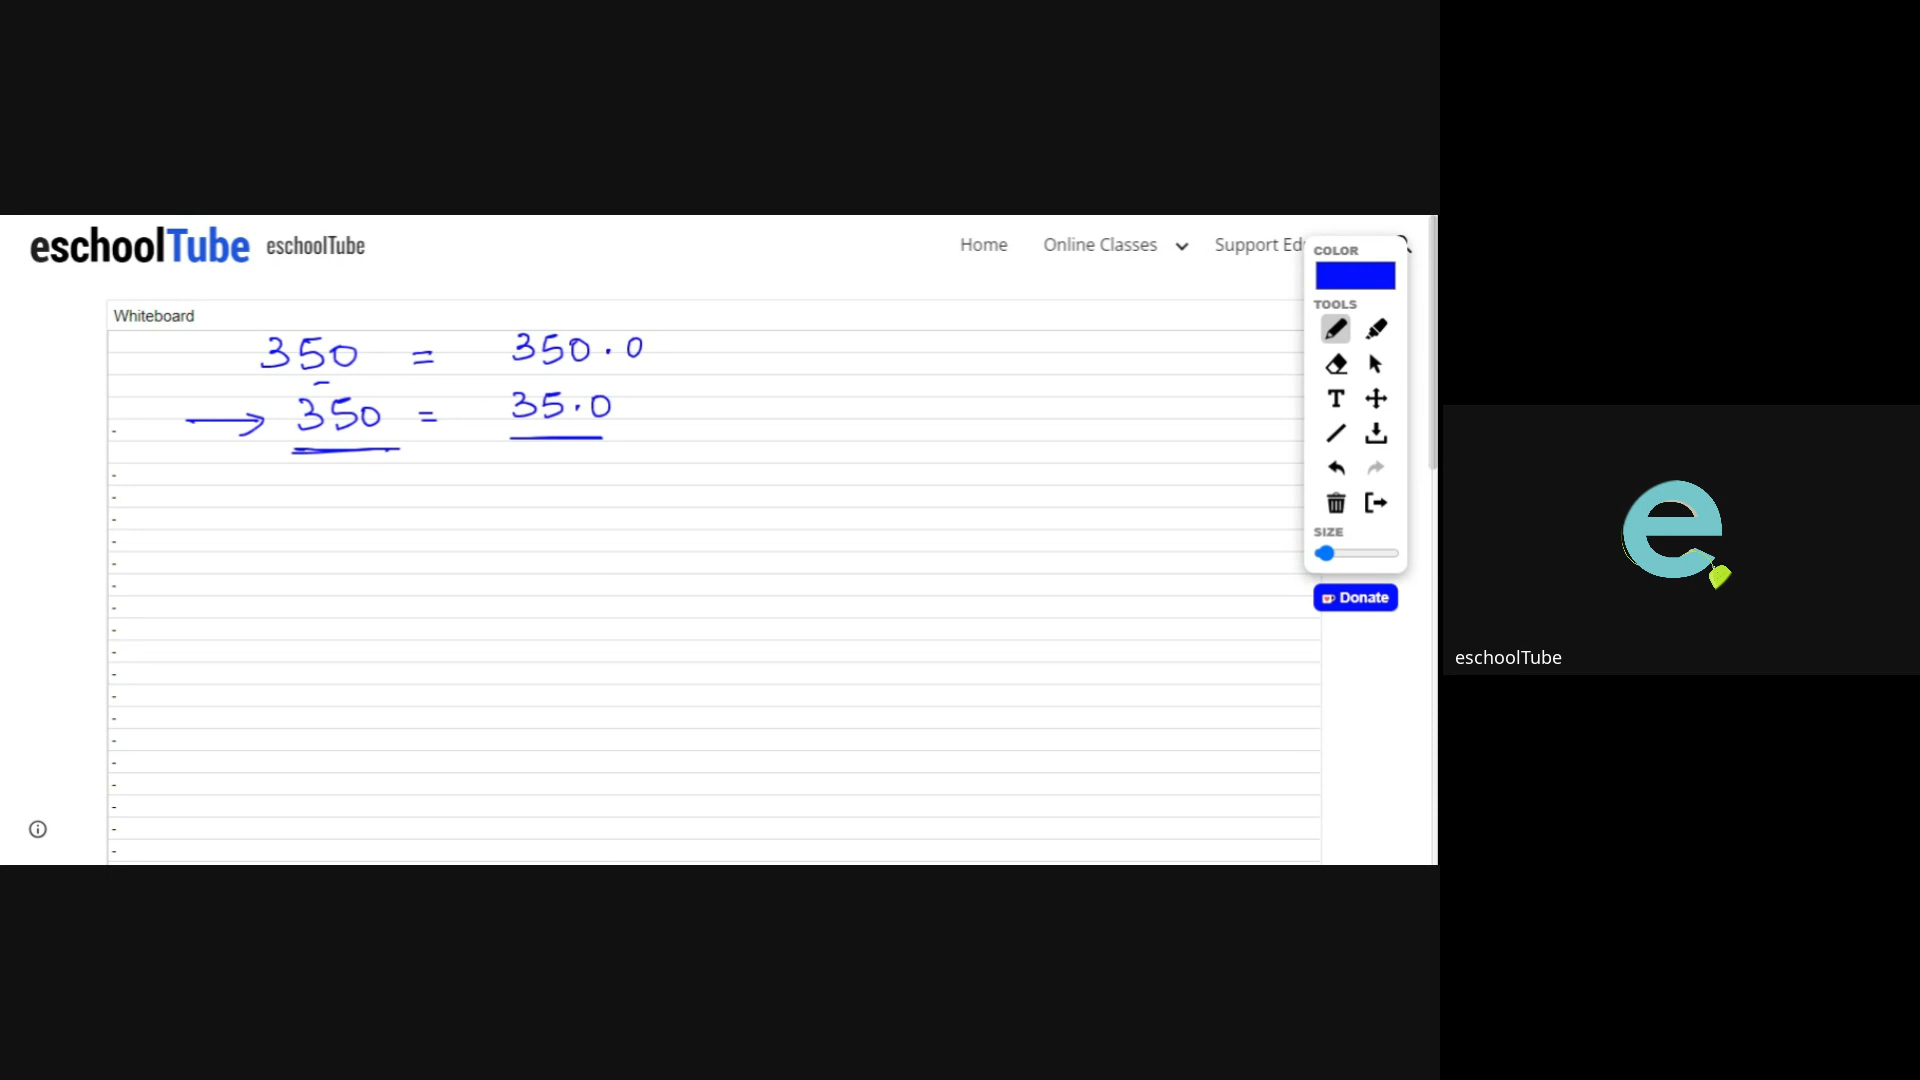 eschoolTube eschoolTube Home Online Classes Support Ed
COLOR
TOOLS
Whiteboard
350 = 350.0
350 = 35.0
SIZE
Donate
eschoolTube